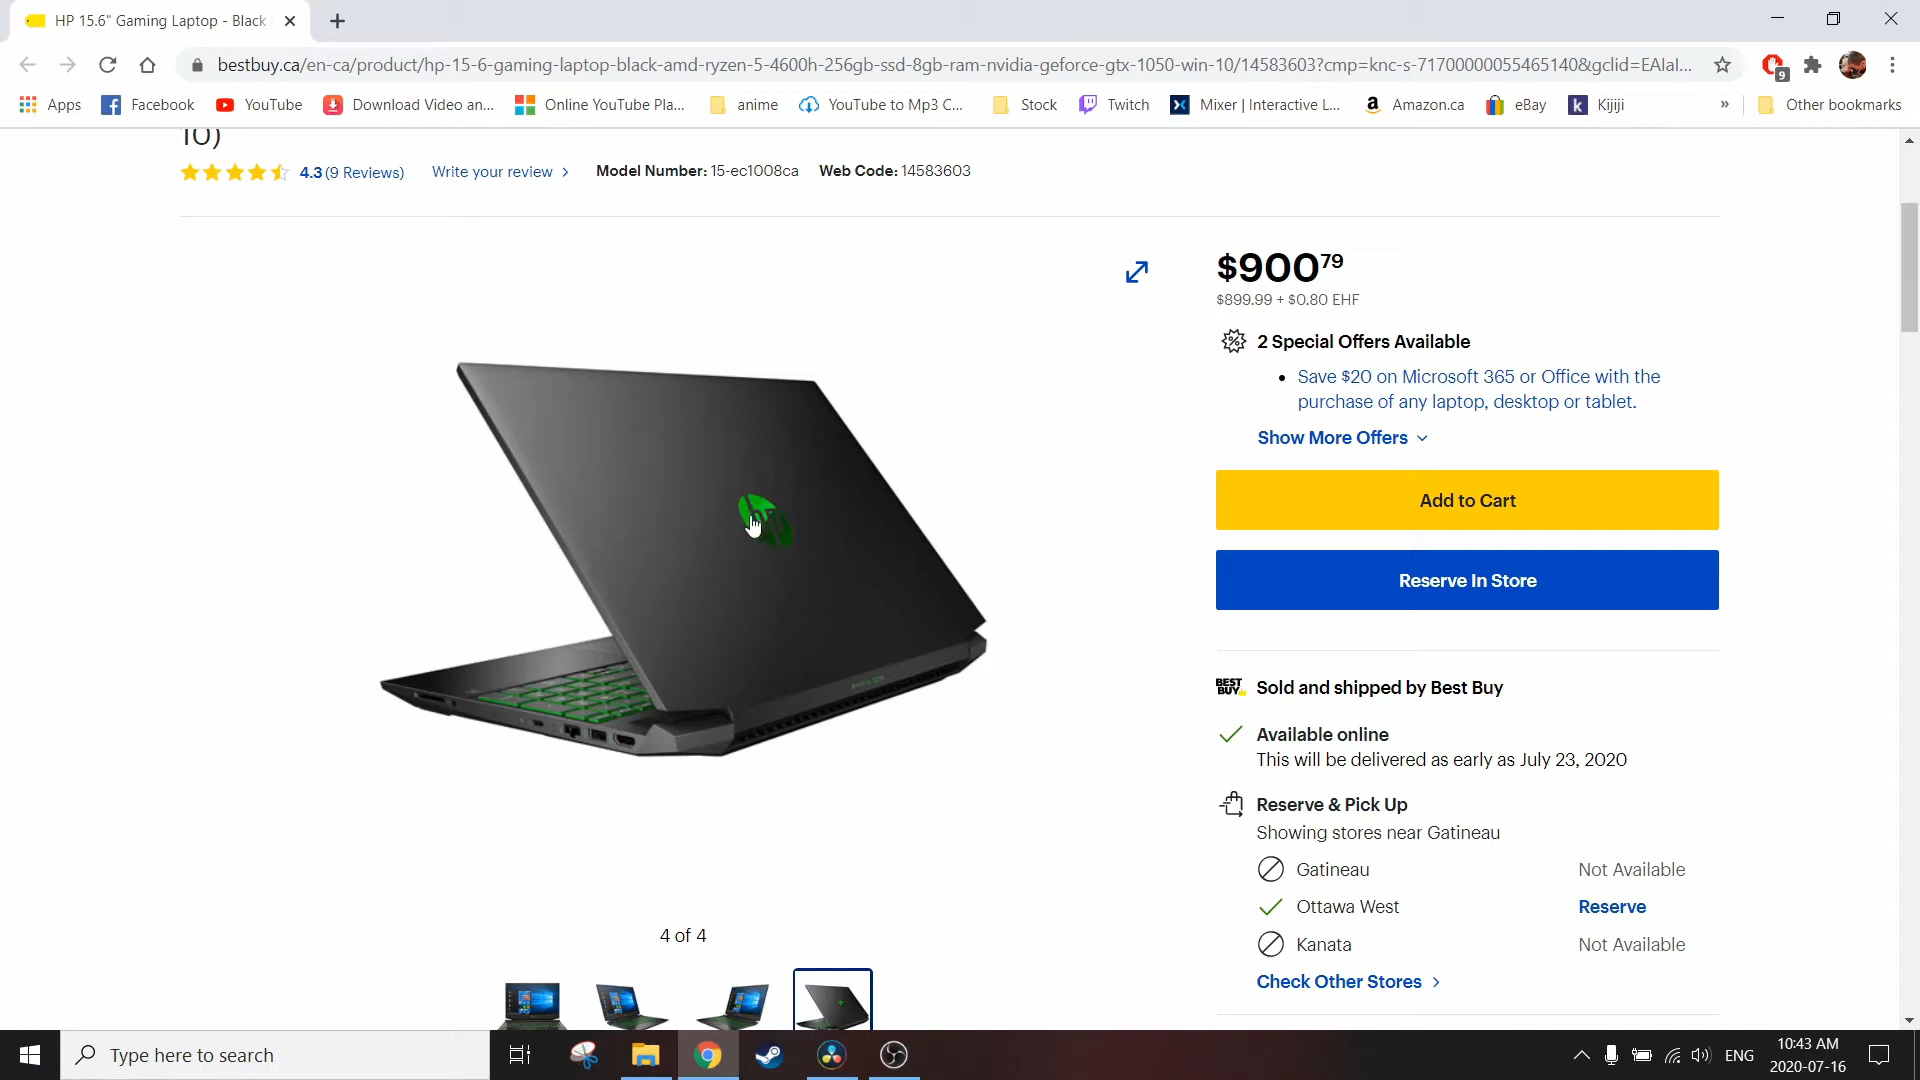 HP 15.6" Gaming Laptop - Black
bestbuy.ca/en-ca/product/hp-15-6-gaming-laptop-black-amd-ryzen-5-4600h-256gb-ssd-8gb-ram-nvidia-geforce-gtx-1050-win-10/14583603?cmp=knc-s-71700000055465140&gclid=EAIaI...
9
Apps Facebook YouTube Download Video an... Online YouTube Pla... anime YouTube to Mp3 C... Stock Twitch Mixer | Interactive L... Amazon.ca eBay Kijiji » Other bookmarks
10)
4.3 (9 Reviews) Write your review Model Number: 15-ec1008ca Web Code: 14583603
$900 79
$899.99 + $0.80 EHF
2 Special Offers Available
• Save $20 on Microsoft 365 or Office with the
purchase of any laptop, desktop or tablet.
Show More Offers
Add to Cart
Reserve In Store
hp
PAVILION
BEST BUY Sold and shipped by Best Buy
Available online
This will be delivered as early as July 23, 2020
Reserve & Pick Up
Showing stores near Gatineau
Gatineau Not Available
Ottawa West Reserve
Kanata Not Available
Check Other Stores
4 of 4
Type here to search
ENG
10:43 AM
2020-07-16